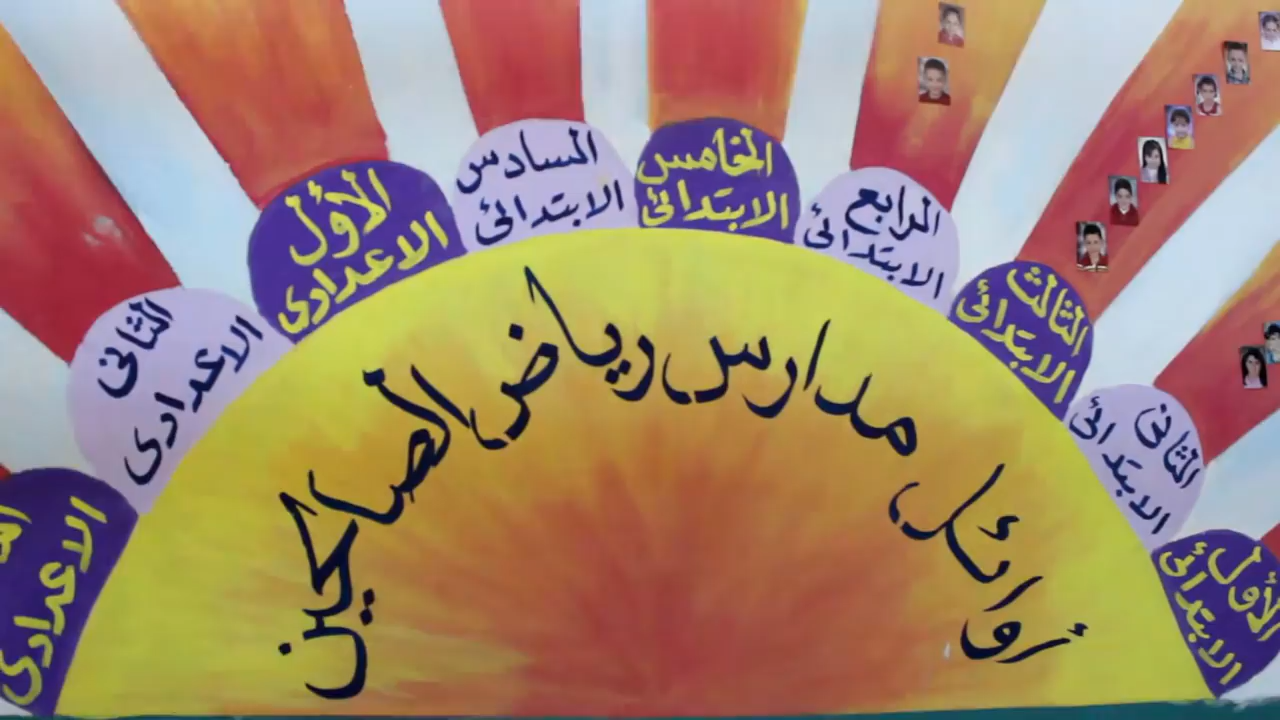 أوائل مدارس رياض الصالحين
الأول
الابتدائى
الثانى
الابتدائى
الثالث
الابتدائى
الرابع
الابتدائى
الخامس
الابتدائى
السادس
الابتدائى
الأول
الاعدادى
الثانى
الاعدادى
الاعدادى